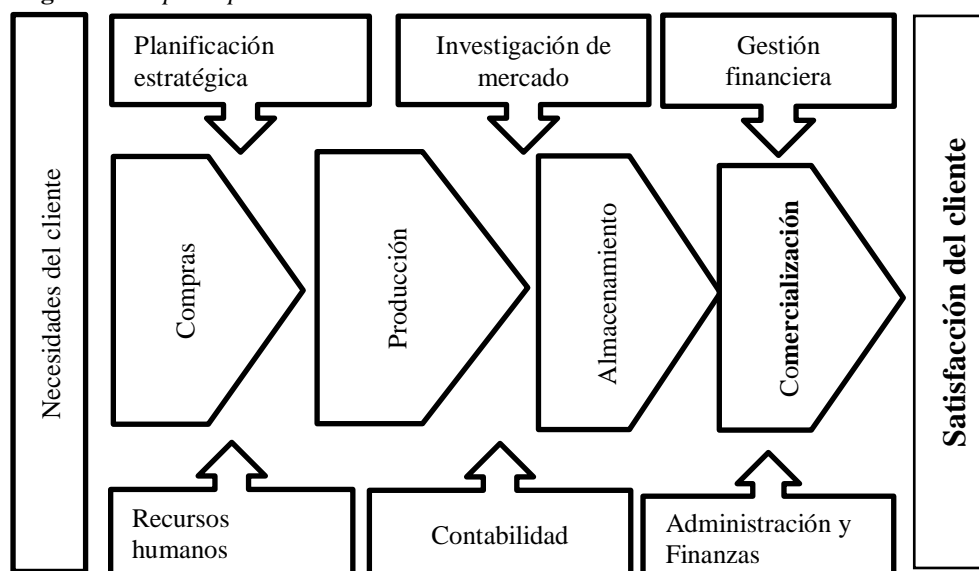 Planificación
estratégica
Investigación de
mercado
Gestión
financiera
Necesidades del cliente
Compras
Producción
Almacenamiento
Comercialización
Satisfacción del cliente
Recursos
humanos
Contabilidad
Administración y
Finanzas